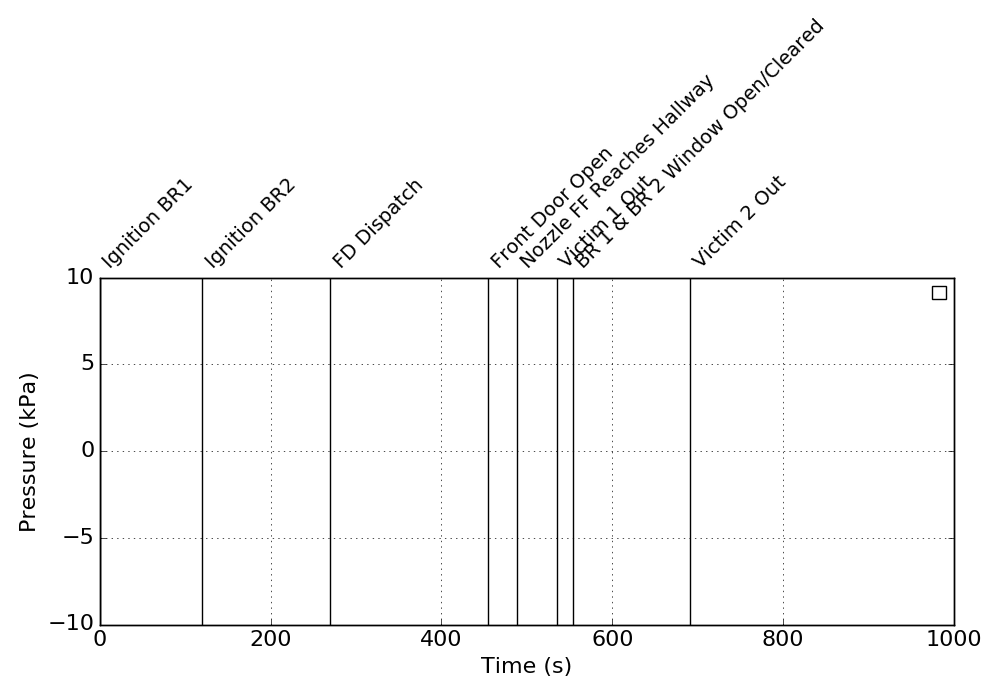 Ignition BR1
Ignition BR2
FD Dispatch
Front Door Open
Nozzle FF Reaches Hallway
Victim 1 Out
BR 1 & BR 2 Window Open/Cleared
Victim 2 Out
10
5
0
−5
−10
Pressure (kPa)
0
200
400
600
800
1000
Time (s)